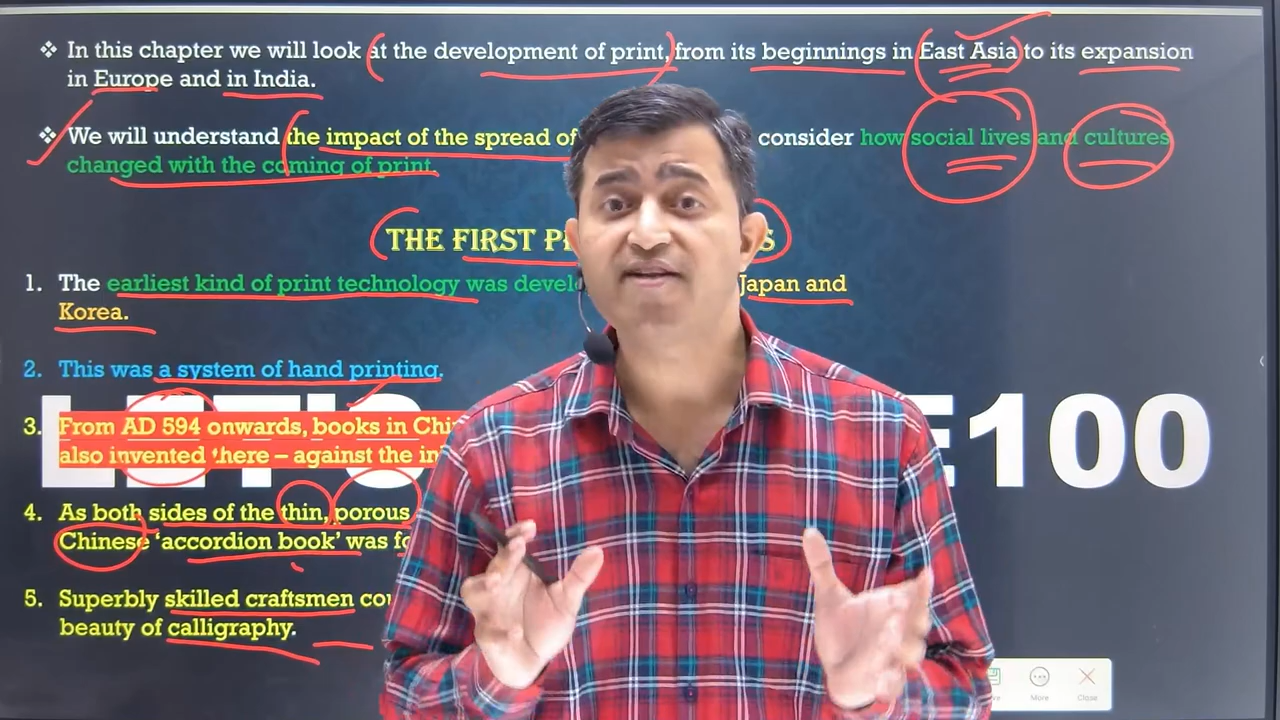 ❖ In this chapter we will look at the development of print, from its beginnings in East Asia to its expansion
in Europe and in India.
❖ We will understand the impact of the spread of consider how social lives and cultures
changed with the coming of print.
THE FIRST
1. The earliest kind of print technology was Japan and
Korea.
2. This was a system of hand printing.
3. From AD 594 onwards, books in
also invented there – against the
4. As both sides of the thin, porous
Chinese ‘accordion book’ was
5. Superbly skilled craftsmen
beauty of calligraphy.
E100
More Close